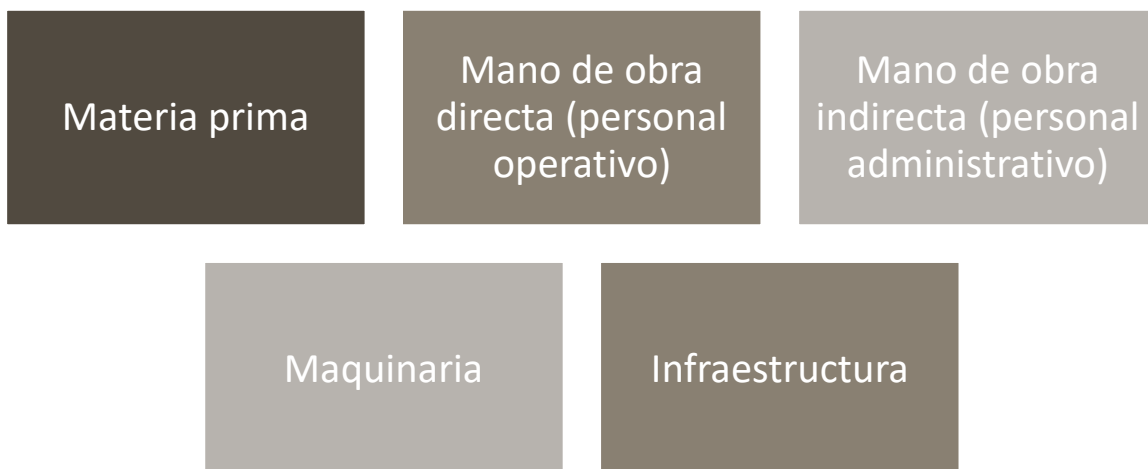 Materia prima
Mano de obra
directa (personal
operativo)
Mano de obra
indirecta (personal
administrativo)
Maquinaria
Infraestructura